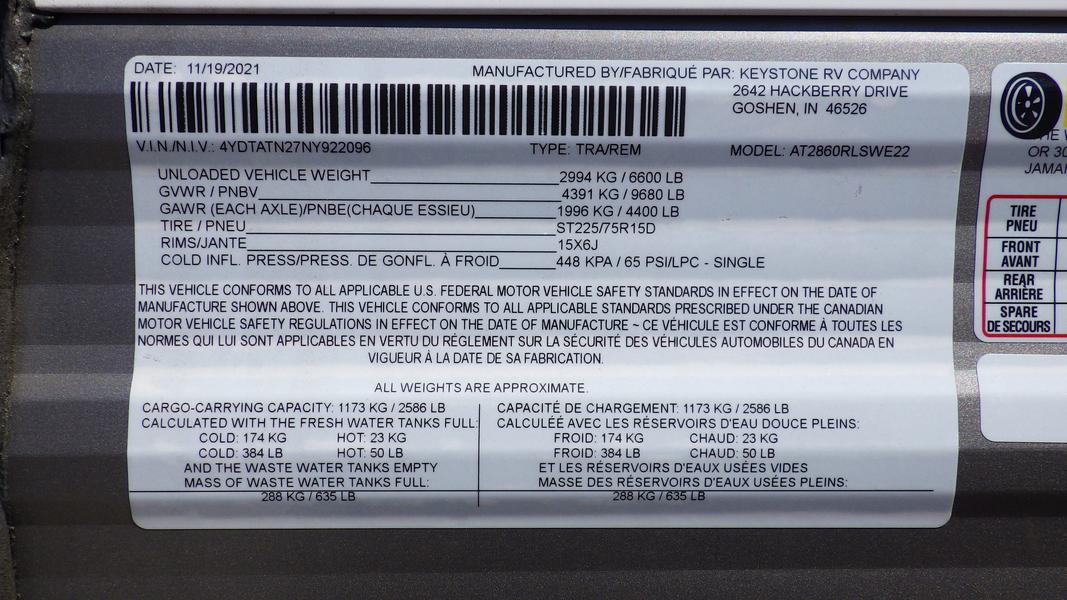 DATE: 11/19/2021
MANUFACTURED BY/FABRIQUÉ PAR: KEYSTONE RV COMPANY
2642 HACKBERRY DRIVE
GOSHEN, IN 46526
V.I.N./N.I.V.: 4YDTATN27NY922096 TYPE: TRA/REM MODEL: AT2860RLSWE22
UNLOADED VEHICLE WEIGHT 2994 KG / 6600 LB
GVWR / PNBV 4391 KG / 9680 LB
GAWR (EACH AXLE)/PNBE(CHAQUE ESSIEU) 1996 KG / 4400 LB
TIRE / PNEU ST225/75R15D
RIMS/JANTE 15X6J
COLD INFL. PRESS/PRESS. DE GONFL. À FROID 448 KPA / 65 PSI/LPC - SINGLE
THIS VEHICLE CONFORMS TO ALL APPLICABLE U.S. FEDERAL MOTOR VEHICLE SAFETY STANDARDS IN EFFECT ON THE DATE OF
MANUFACTURE SHOWN ABOVE. THIS VEHICLE CONFORMS TO ALL APPLICABLE STANDARDS PRESCRIBED UNDER THE CANADIAN
MOTOR VEHICLE SAFETY REGULATIONS IN EFFECT ON THE DATE OF MANUFACTURE ~ CE VÉHICULE EST CONFORME À TOUTES LES
NORMES QUI LUI SONT APPLICABLES EN VERTU DU RÉGLEMENT SUR LA SÉCURITÉ DES VÉHICULES AUTOMOBILES DU CANADA EN
VIGUEUR À LA DATE DE SA FABRICATION.
ALL WEIGHTS ARE APPROXIMATE.
CARGO-CARRYING CAPACITY: 1173 KG / 2586 LB
CALCULATED WITH THE FRESH WATER TANKS FULL:
COLD: 174 KG HOT: 23 KG
COLD: 384 LB HOT: 50 LB
AND THE WASTE WATER TANKS EMPTY
MASS OF WASTE WATER TANKS FULL:
288 KG / 635 LB
CAPACITÉ DE CHARGEMENT: 1173 KG / 2586 LB
CALCULÉE AVEC LES RÉSERVOIRS D'EAU DOUCE PLEINS:
FROID: 174 KG CHAUD: 23 KG
FROID: 384 LB CHAUD: 50 LB
ET LES RÉSERVOIRS D'EAUX USÉES VIDES
MASSE DES RÉSERVOIRS D'EAUX USÉES PLEINS:
288 KG / 635 LB
OR 30
JAMA
TIRE
PNEU
FRONT
AVANT
REAR
ARRIÈRE
SPARE
DE SECOURS